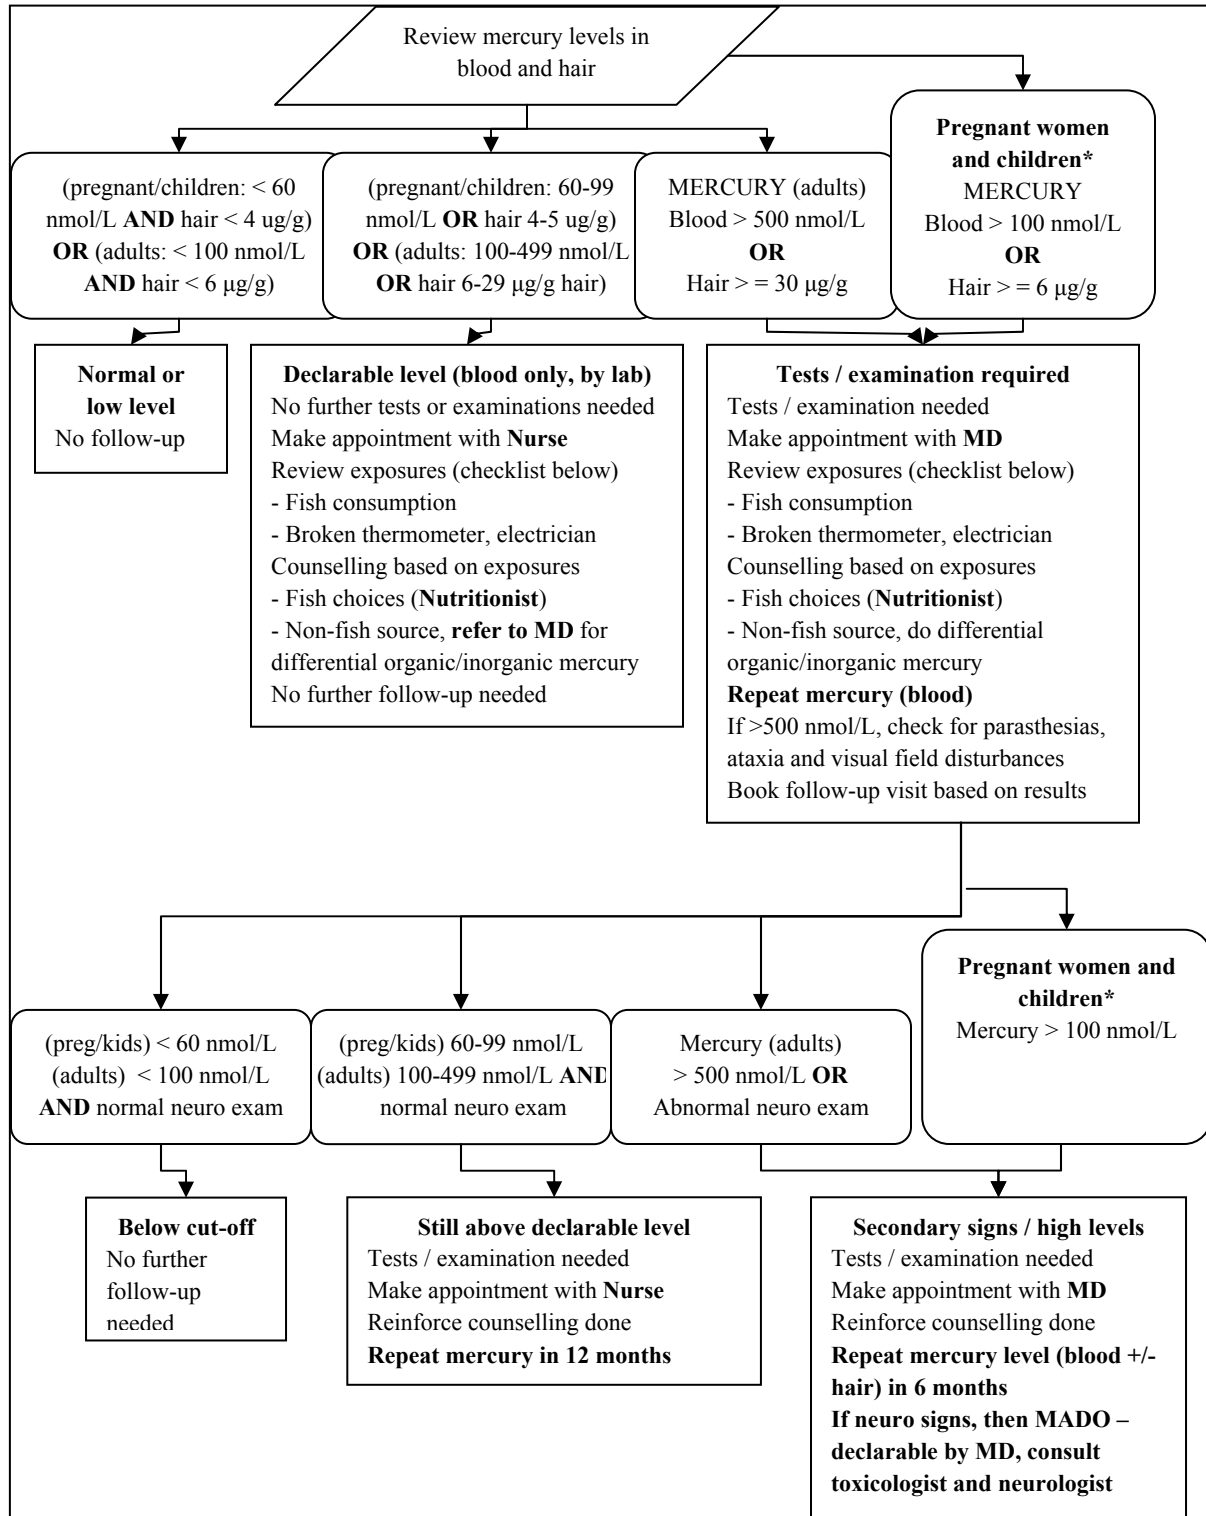 Review mercury levels in
blood and hair
(pregnant/children: < 60
nmol/L AND hair < 4 ug/g)
OR (adults: < 100 nmol/L
AND hair < 6 μg/g)
(pregnant/children: 60-99
nmol/L OR hair 4-5 ug/g)
OR (adults: 100-499 nmol/L
OR hair 6-29 μg/g hair)
MERCURY (adults)
Blood > 500 nmol/L
OR
Hair > = 30 μg/g
Pregnant women
and children*
MERCURY
Blood > 100 nmol/L
OR
Hair > = 6 μg/g
Normal or
low level
No follow-up
Declarable level (blood only, by lab)
No further tests or examinations needed
Make appointment with Nurse
Review exposures (checklist below)
- Fish consumption
- Broken thermometer, electrician
Counselling based on exposures
- Fish choices (Nutritionist)
- Non-fish source, refer to MD for
differential organic/inorganic mercury
No further follow-up needed
Tests / examination required
Tests / examination needed
Make appointment with MD
Review exposures (checklist below)
- Fish consumption
- Broken thermometer, electrician
Counselling based on exposures
- Fish choices (Nutritionist)
- Non-fish source, do differential
organic/inorganic mercury
Repeat mercury (blood)
If >500 nmol/L, check for parasthesias,
ataxia and visual field disturbances
Book follow-up visit based on results
(preg/kids) < 60 nmol/L
(adults) < 100 nmol/L
AND normal neuro exam
(preg/kids) 60-99 nmol/L
(adults) 100-499 nmol/L AND
normal neuro exam
Mercury (adults)
> 500 nmol/L OR
Abnormal neuro exam
Pregnant women and
children*
Mercury > 100 nmol/L
Below cut-off
No further
follow-up
needed
Still above declarable level
Tests / examination needed
Make appointment with Nurse
Reinforce counselling done
Repeat mercury in 12 months
Secondary signs / high levels
Tests / examination needed
Make appointment with MD
Reinforce counselling done
Repeat mercury level (blood +/-
hair) in 6 months
If neuro signs, then MADO –
declarable by MD, consult
toxicologist and neurologist